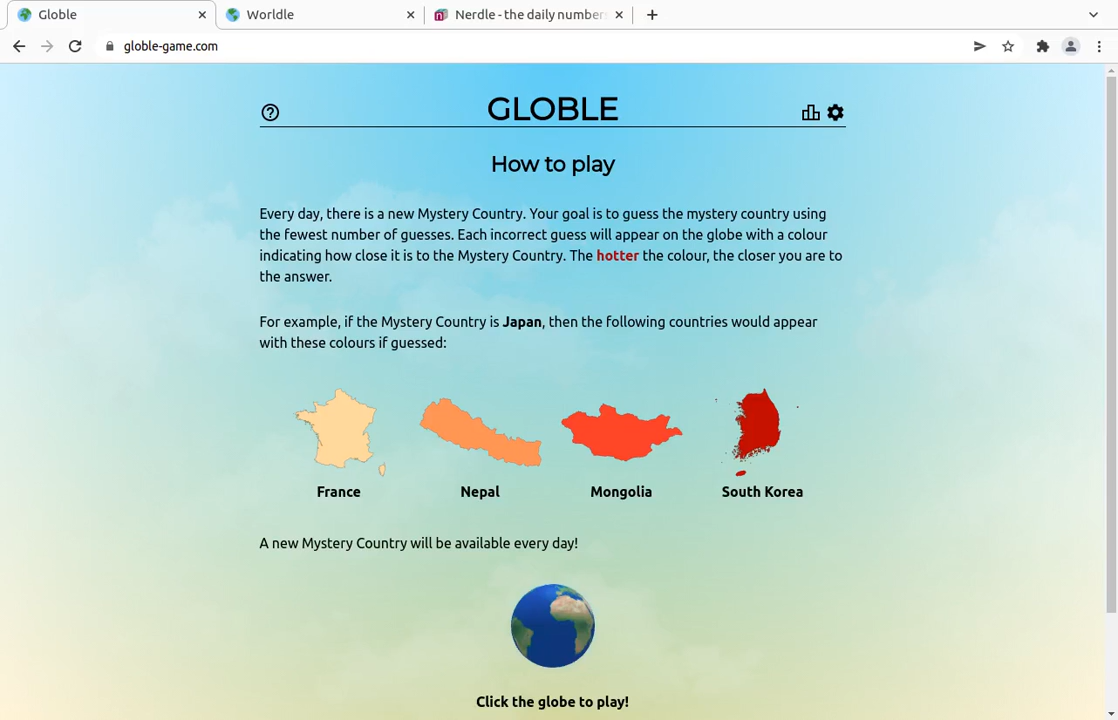 Globle
Worldle
Nerdle - the daily number
globle-game.com
GLOBLE
How to play
Every day, there is a new Mystery Country. Your goal is to guess the mystery country using
the fewest number of guesses. Each incorrect guess will appear on the globe with a colour
indicating how close it is to the Mystery Country. The hotter the colour, the closer you are to
the answer.
For example, if the Mystery Country is Japan, then the following countries would appear
with these colours if guessed:
France
Nepal
Mongolia
South Korea
A new Mystery Country will be available every day!
Click the globe to play!